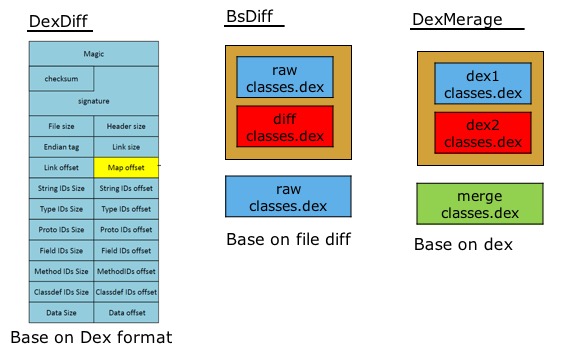 DexDiff
Magic
checksum
signature
File size Header size
Endian tag Link size
Link offset Map offset
String IDs Size String IDs offset
Type IDs Size Type IDs offset
Proto IDs Size Proto IDs offset
Field IDs Size Field IDs offset
Method IDs Size MethodIDs offset
Classdef IDs Size Classdef IDs offset
Data Size Data offset
Base on Dex format
BsDiff
raw
classes.dex
diff
classes.dex
raw
classes.dex
Base on file diff
DexMerage
dex1
classes.dex
dex2
classes.dex
merge
classes.dex
Base on dex